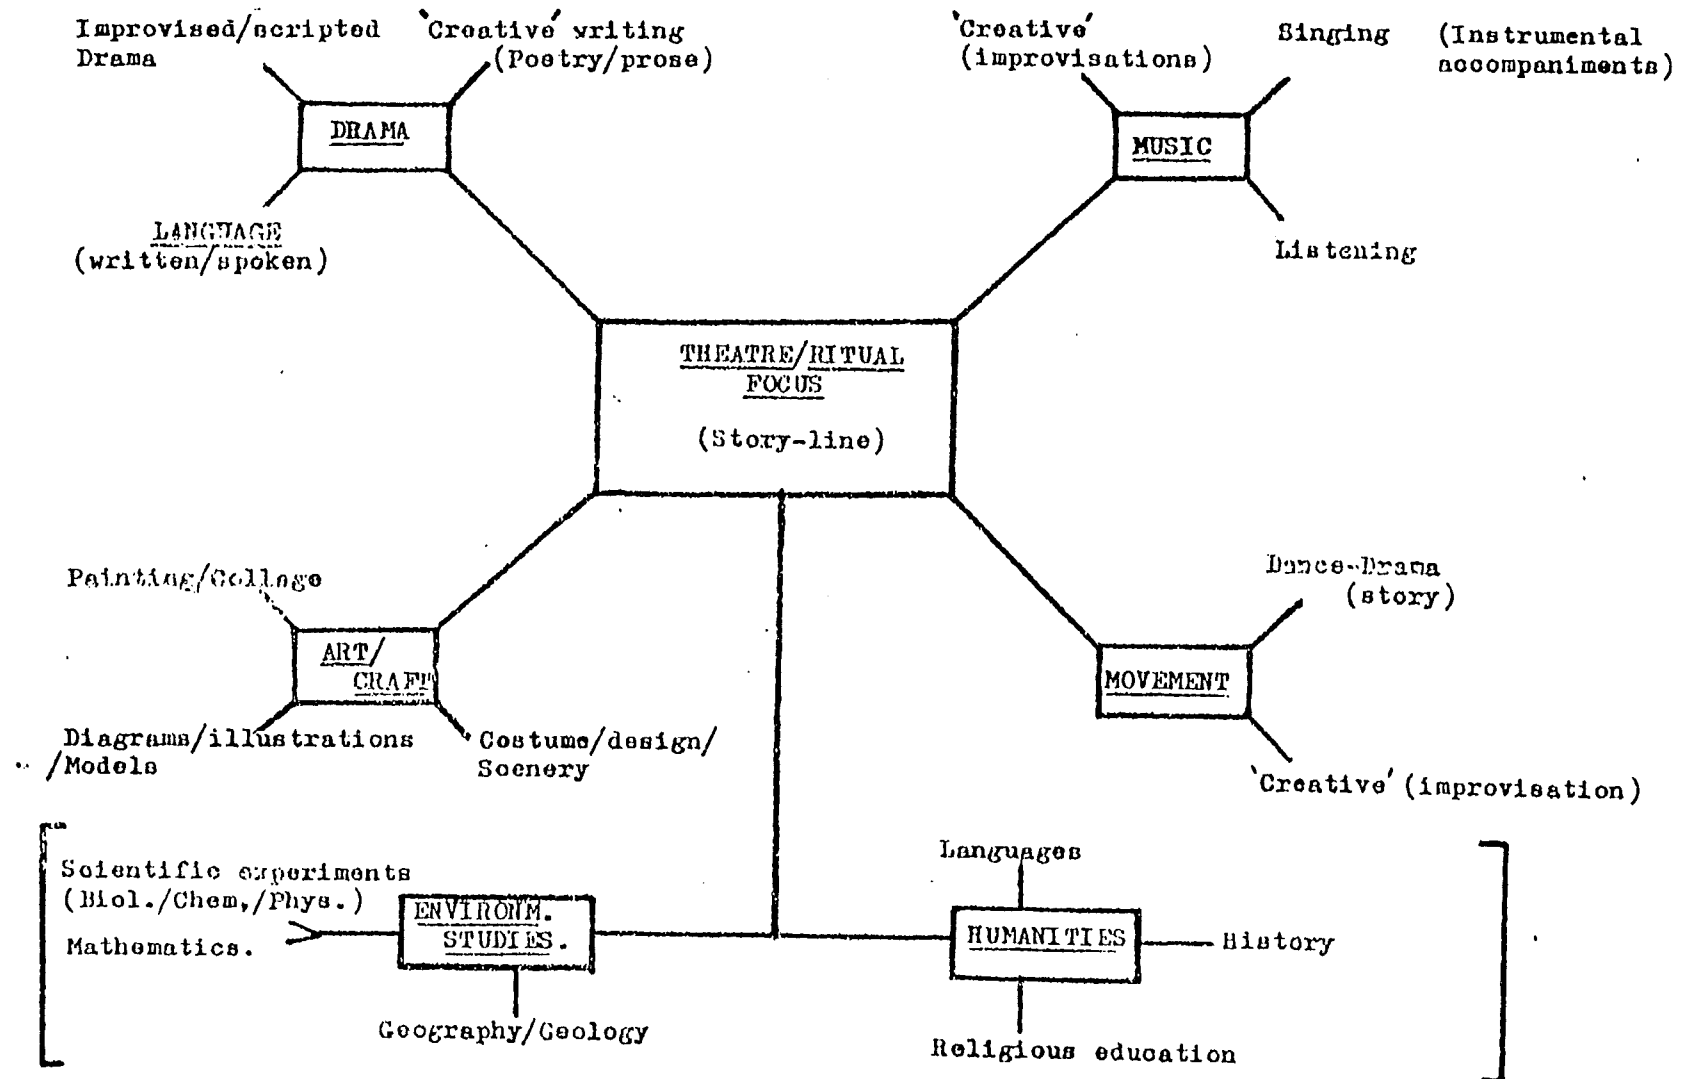 Improvised/scripted
Drama
'Creative' writing
(Poetry/prose)
DRAMA
LANGUAGE
(written/spoken)
'Creative'
(improvisations)
Singing (Instrumental
accompaniments)
MUSIC
Listening
THEATRE/RITUAL
FOCUS
(Story-line)
Painting/Collage
ART/
CRAFT
Diagrams/illustrations
/Models
Costume/design/
Scenery
Dance-Drama
(story)
MOVEMENT
'Creative' (improvisation)
Scientific experiments
(Biol./Chem,/Phys.)
Mathematics.
ENVIRONM.
STUDIES.
Geography/Geology
Languages
HUMANITIES
History
Religious education